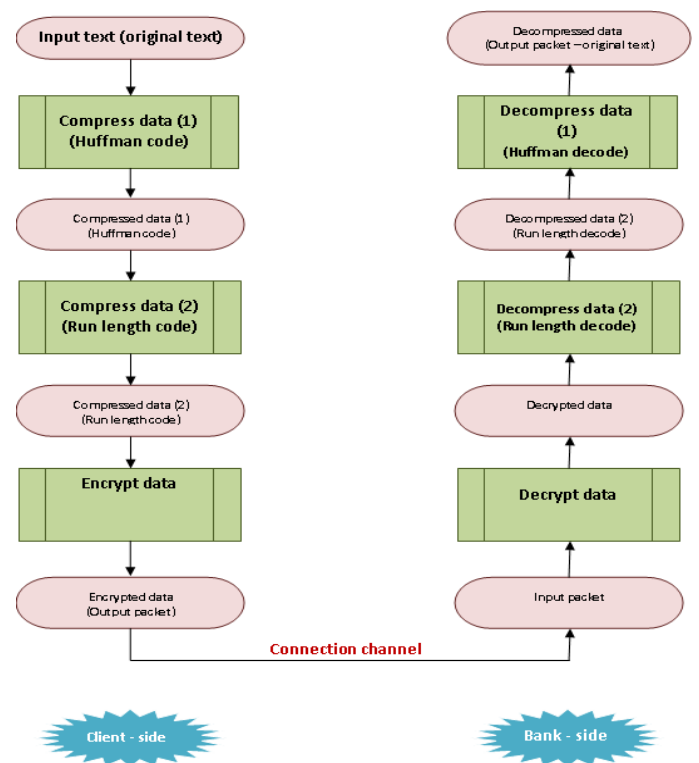 Input text (original text)
Compress data (1)
(Huffman code)
Compressed data (1)
(Huffman code)
Compress data (2)
(Run length code)
Compressed data (2)
(Run length code)
Encrypt data
Encrypted data
(Output packet)
Connection channel
Client - side
Decompressed data
(Output packet – original text)
Decompress data
(1)
(Huffman decode)
Decompressed data (2)
(Run length decode)
Decompress data (2)
(Run length decode)
Decrypted data
Decrypt data
Input packet
Bank - side